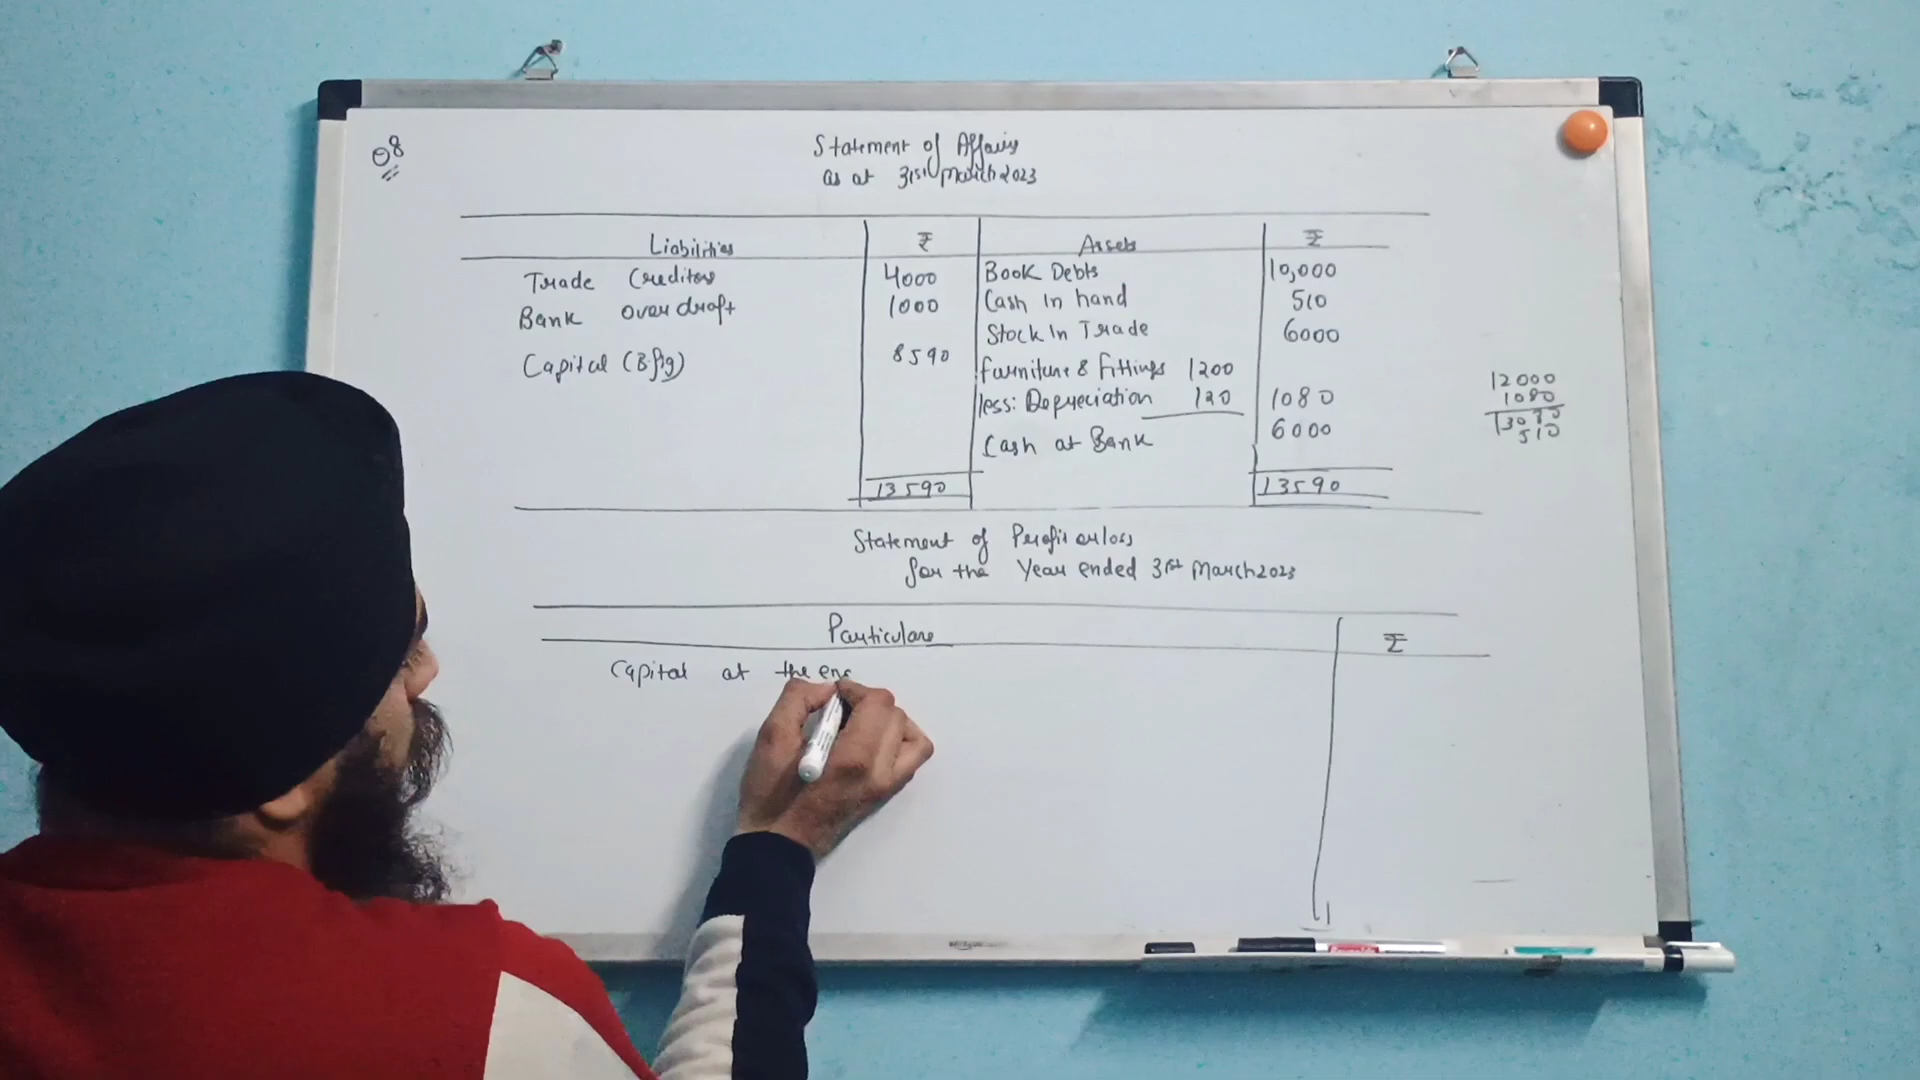 Q8
Statement of Affairs
as at 31st March 2023
Liabilities ₹ Assets ₹
Trade Creditors 4000 Book Debts 10,000
Bank overdraft 1000 Cash in hand 510
Stock In Trade 6000
Capital (B.fig) 8590 furniture & fittings 1200
less: Depreciation 120 1080
Cash at Bank 6000
13590 13590
12000
1080
510
Statement of Profit or loss
for the Year ended 31st March 2023
Particulars ₹
Capital at the en